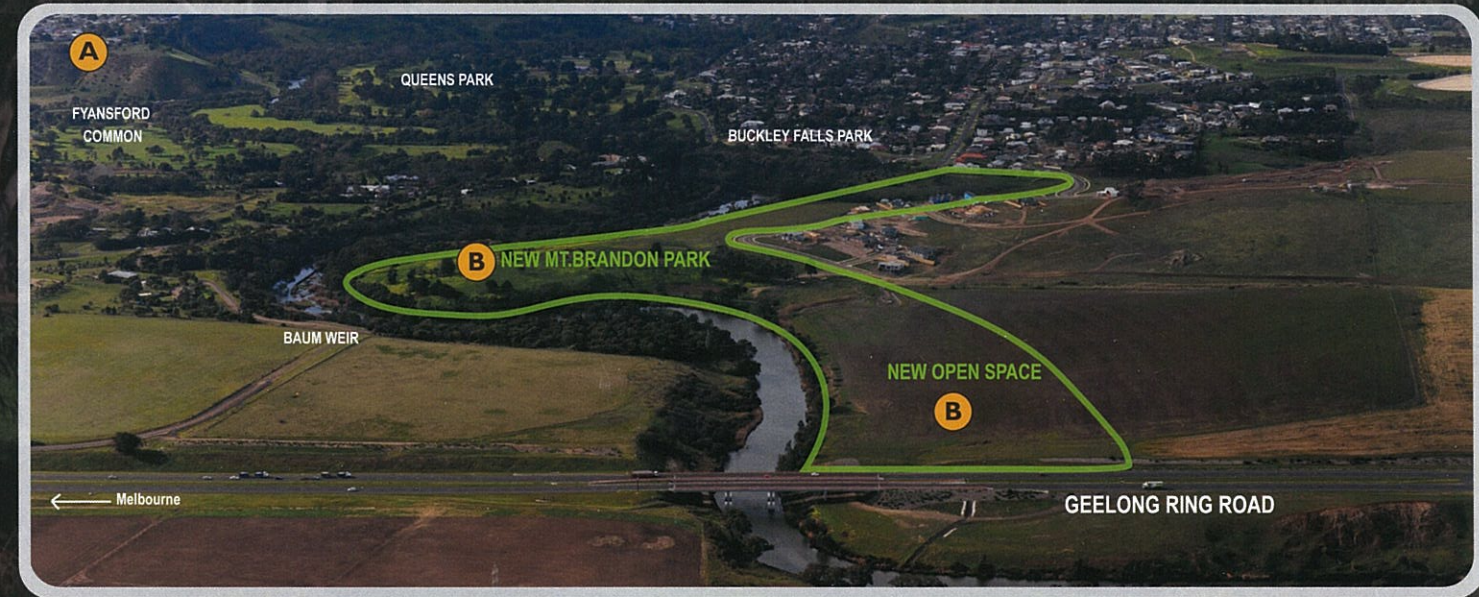 A
FYANSFORD
COMMON
QUEENS PARK
BUCKLEY FALLS PARK
B NEW MT.BRANDON PARK
BAUM WEIR
NEW OPEN SPACE
B
Melbourne
GEELONG RING ROAD